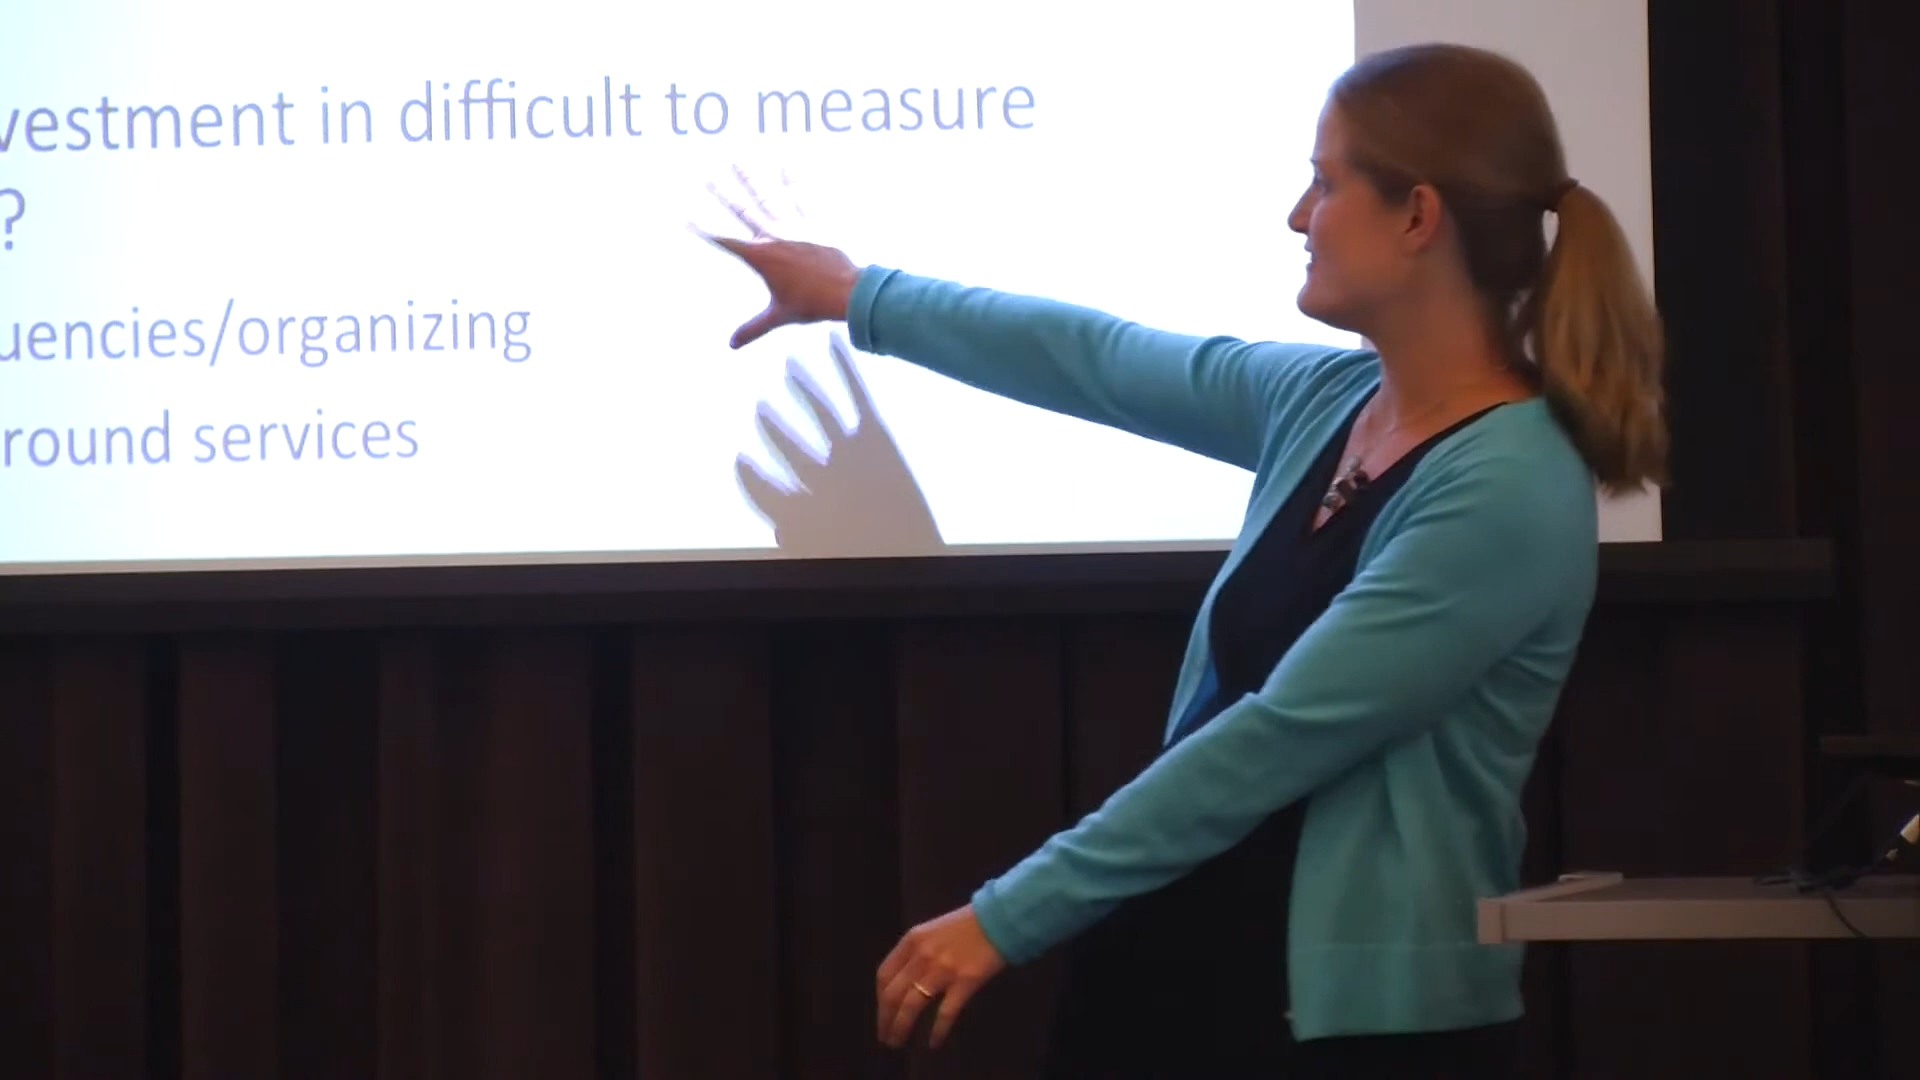 vestment in difficult to measure
?
uencies/organizing
round services